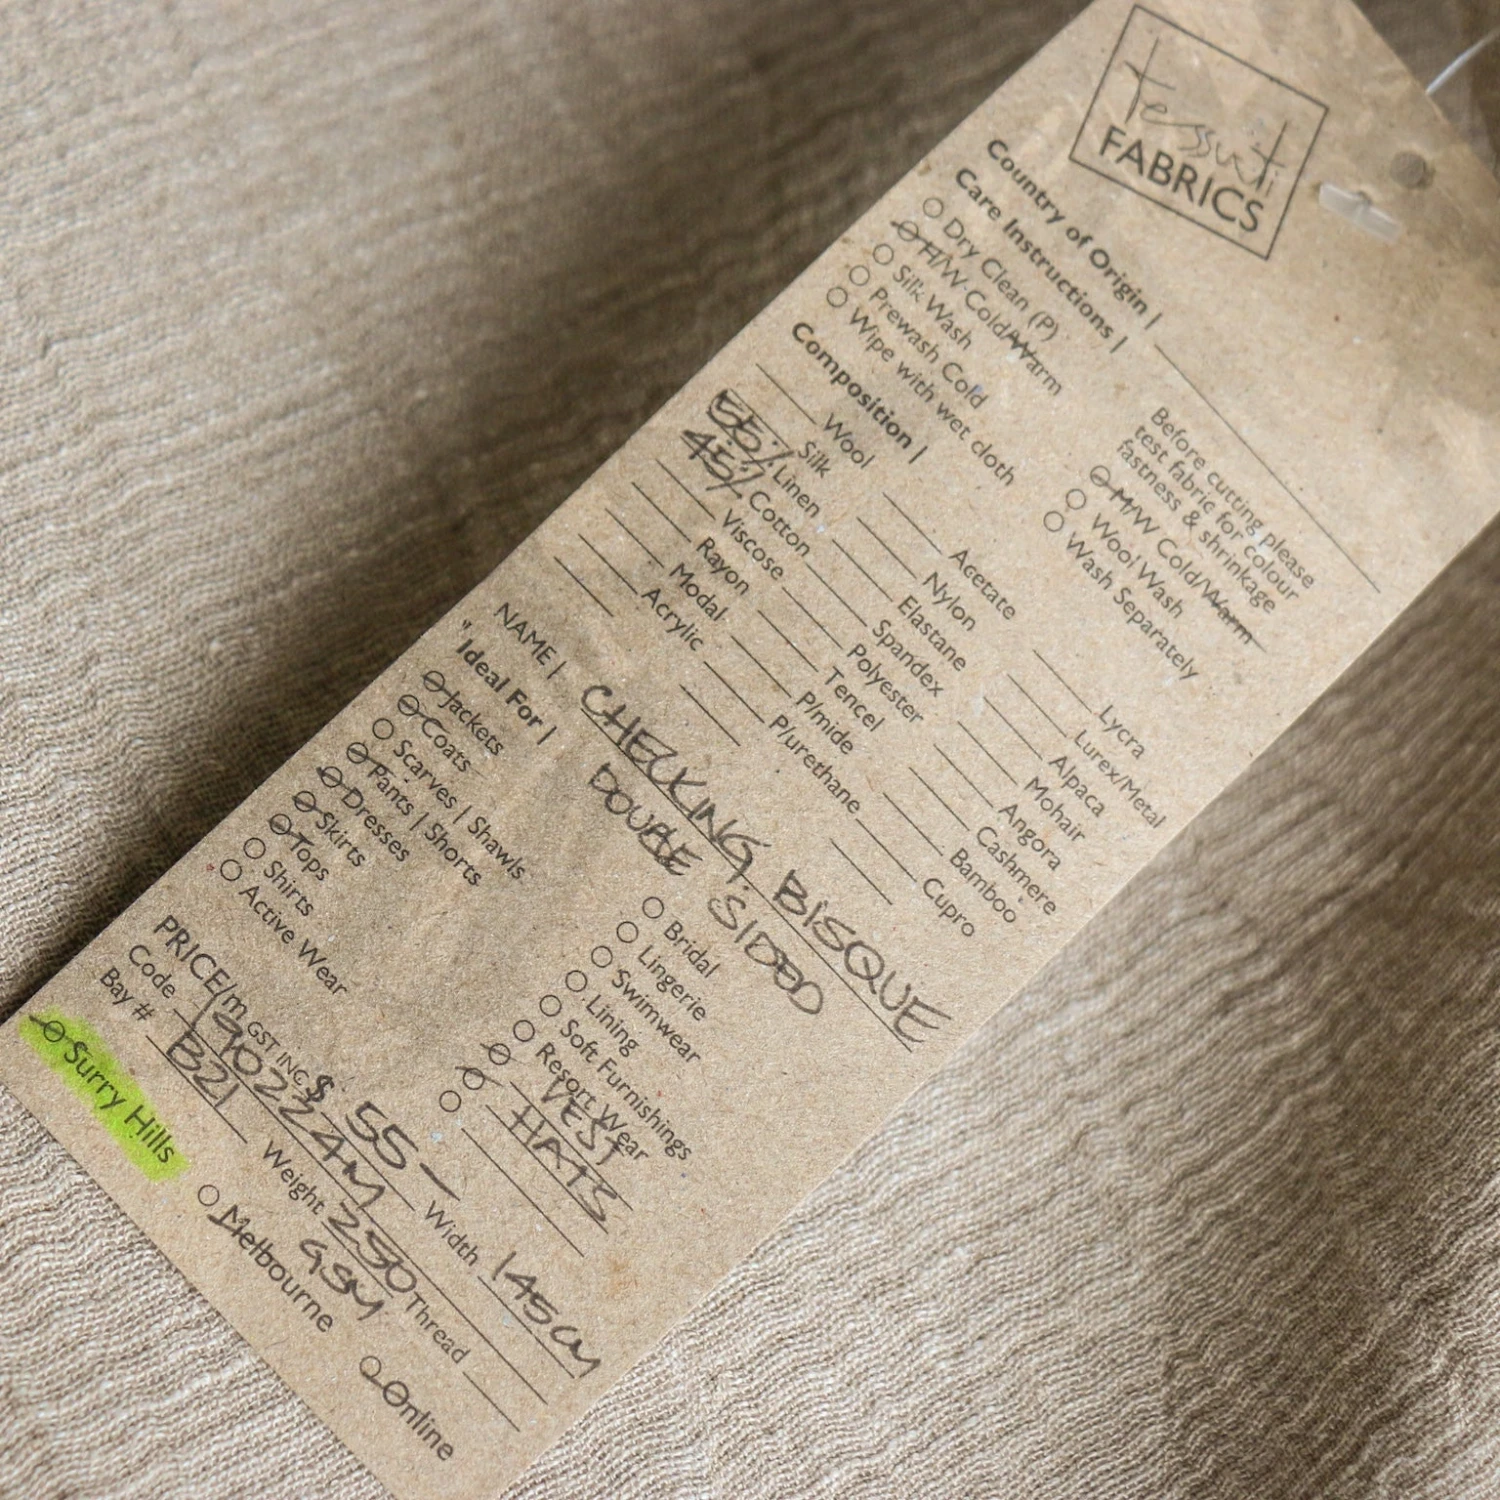 tessuti
FABRICS
Country of Origin |
Care Instructions |
Dry Clean (P)
H/W Cold/Warm
Silk Wash
Prewash Cold
Wipe with wet cloth
Before cutting please
test fabric for colour
fastness & shrinkage
M/W Cold/Warm
Wool Wash
Wash Separately
Composition |
Wool
Silk
55% Linen
45% Cotton
Viscose
Rayon
Modal
Acrylic
Acetate
Nylon
Elastane
Spandex
Polyester
Tencel
P/mide
P/urethane
Lycra
Lurex/Metal
Alpaca
Mohair
Angora
Cashmere
Bamboo
Cupro
NAME | CHECKING. BISQUE
DOUBLE SIDED
Ideal For |
Jackets
Coats
Scarves | Shawls
Pants | Shorts
Dresses
Skirts
Tops
Shirts
Active Wear
Bridal
Lingerie
Swimwear
Lining
Soft Furnishings
Resort Wear
VEST
HATS
PRICE/m GST INC $ 55- Width 145cm
Code 190224M Thread
Bay # B21 Weight 250 GSM
Surry Hills
Melbourne
Online